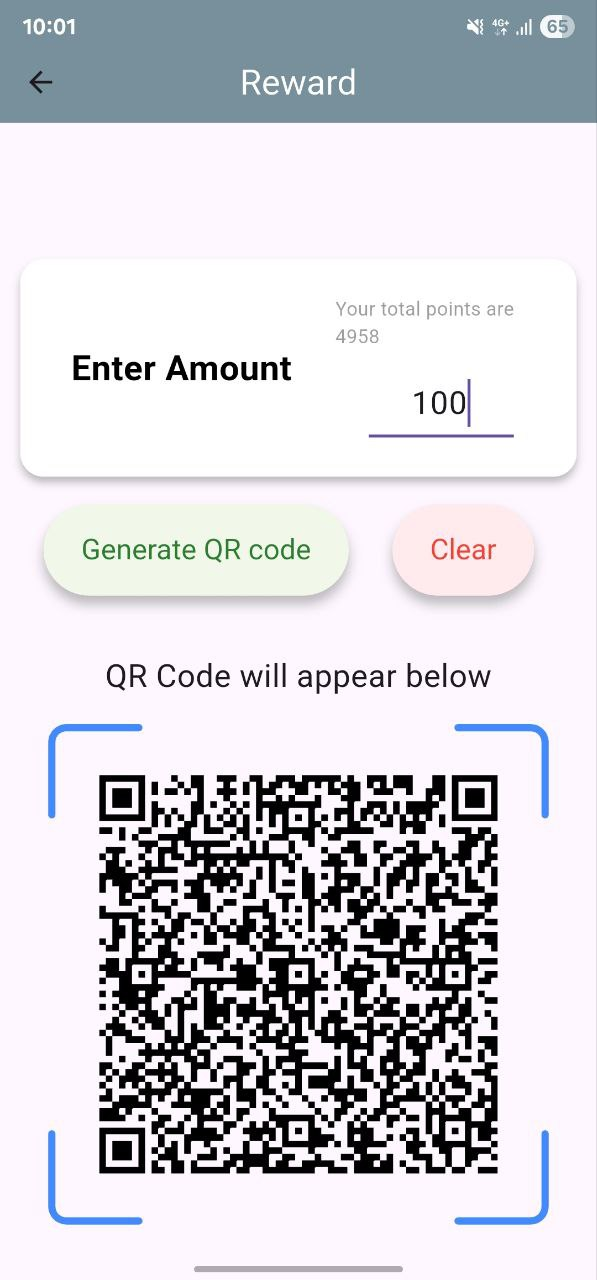 10:01
4G+
65
Reward
Your total points are
4958
Enter Amount
100
Generate QR code
Clear
QR Code will appear below